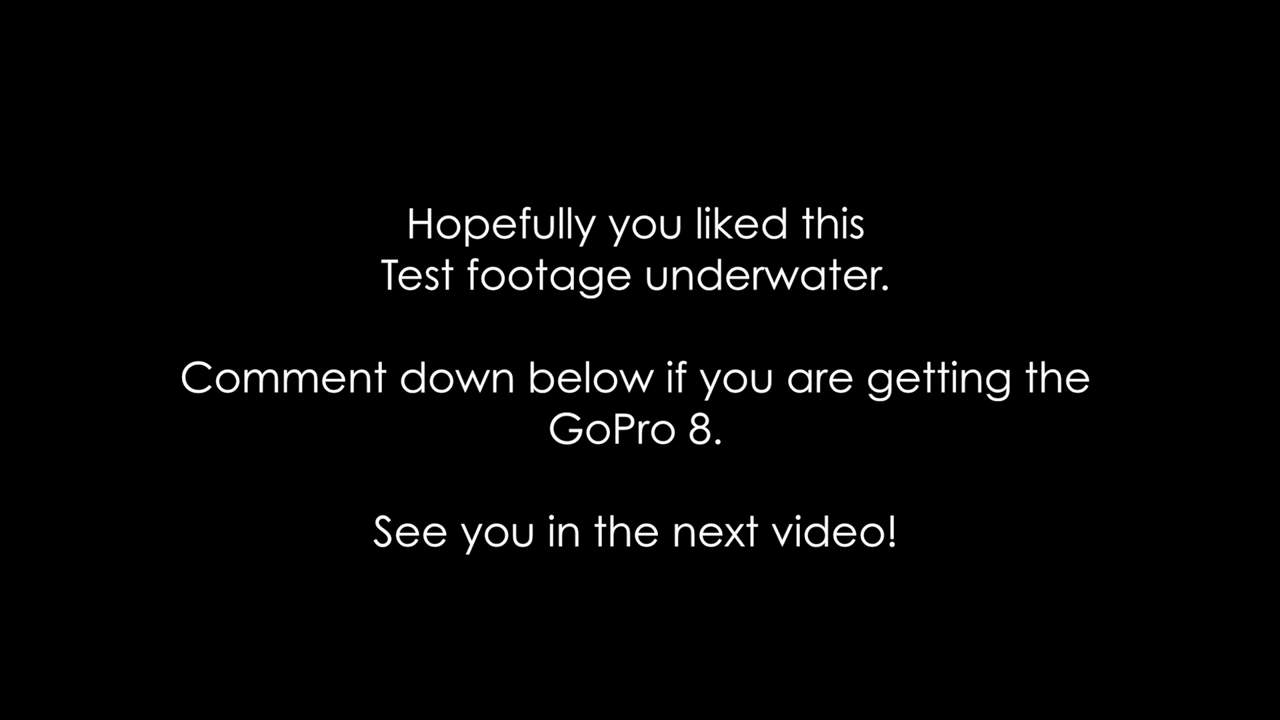 Hopefully you liked this
Test footage underwater.
Comment down below if you are getting the
GoPro 8.
See you in the next video!